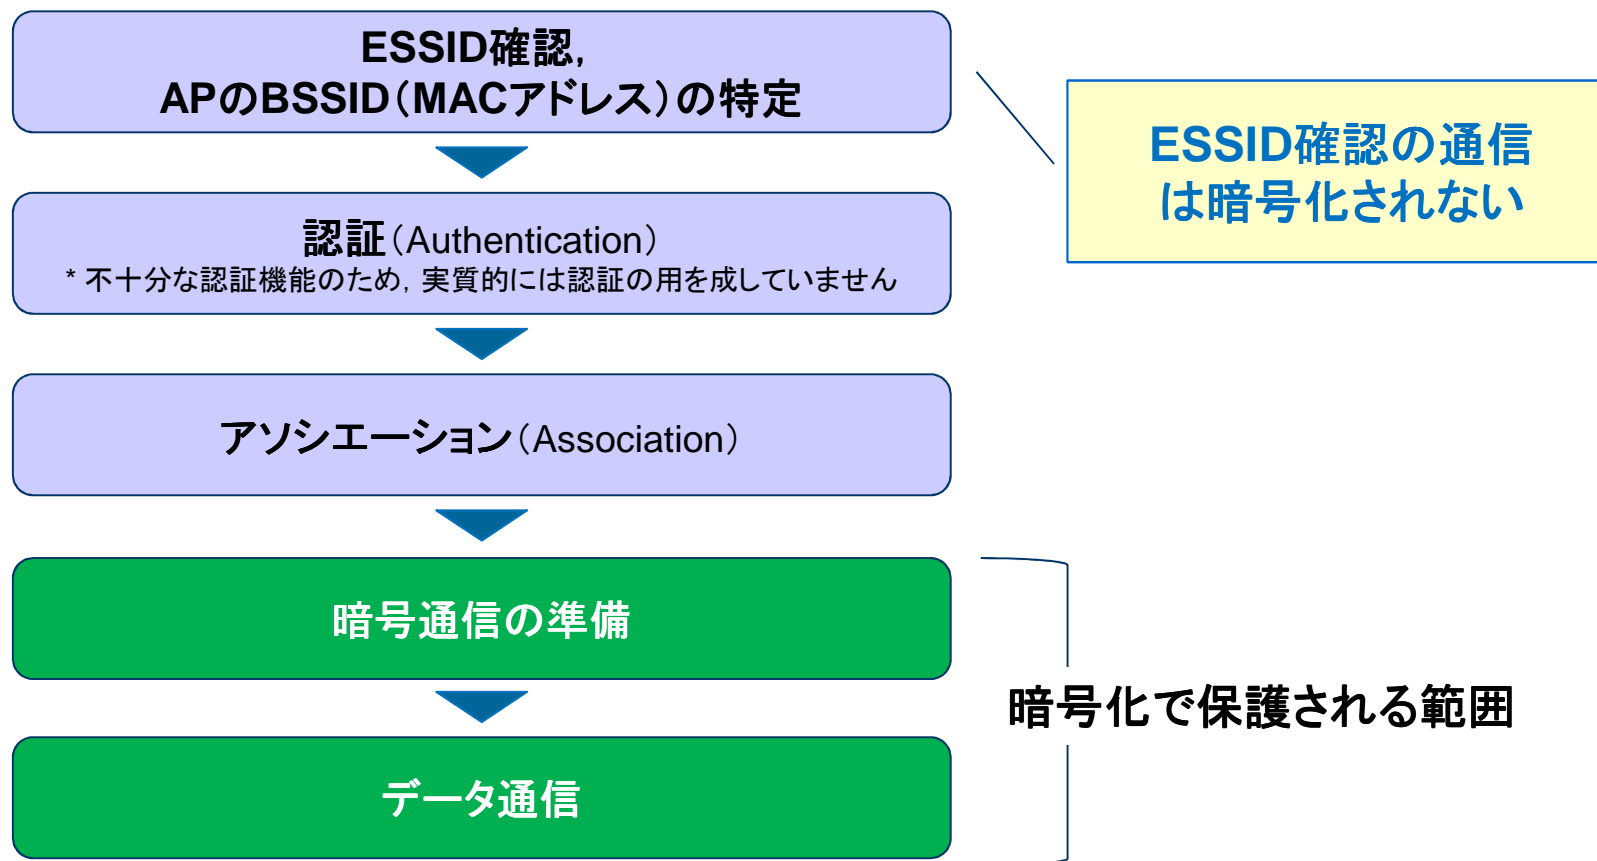 ESSID確認,
APのBSSID（MACアドレス）の特定
ESSID確認の通信
は暗号化されない
認証（Authentication）
* 不十分な認証機能のため, 実質的には認証の用を成していません
アソシエーション（Association）
暗号通信の準備
暗号化で保護される範囲
データ通信